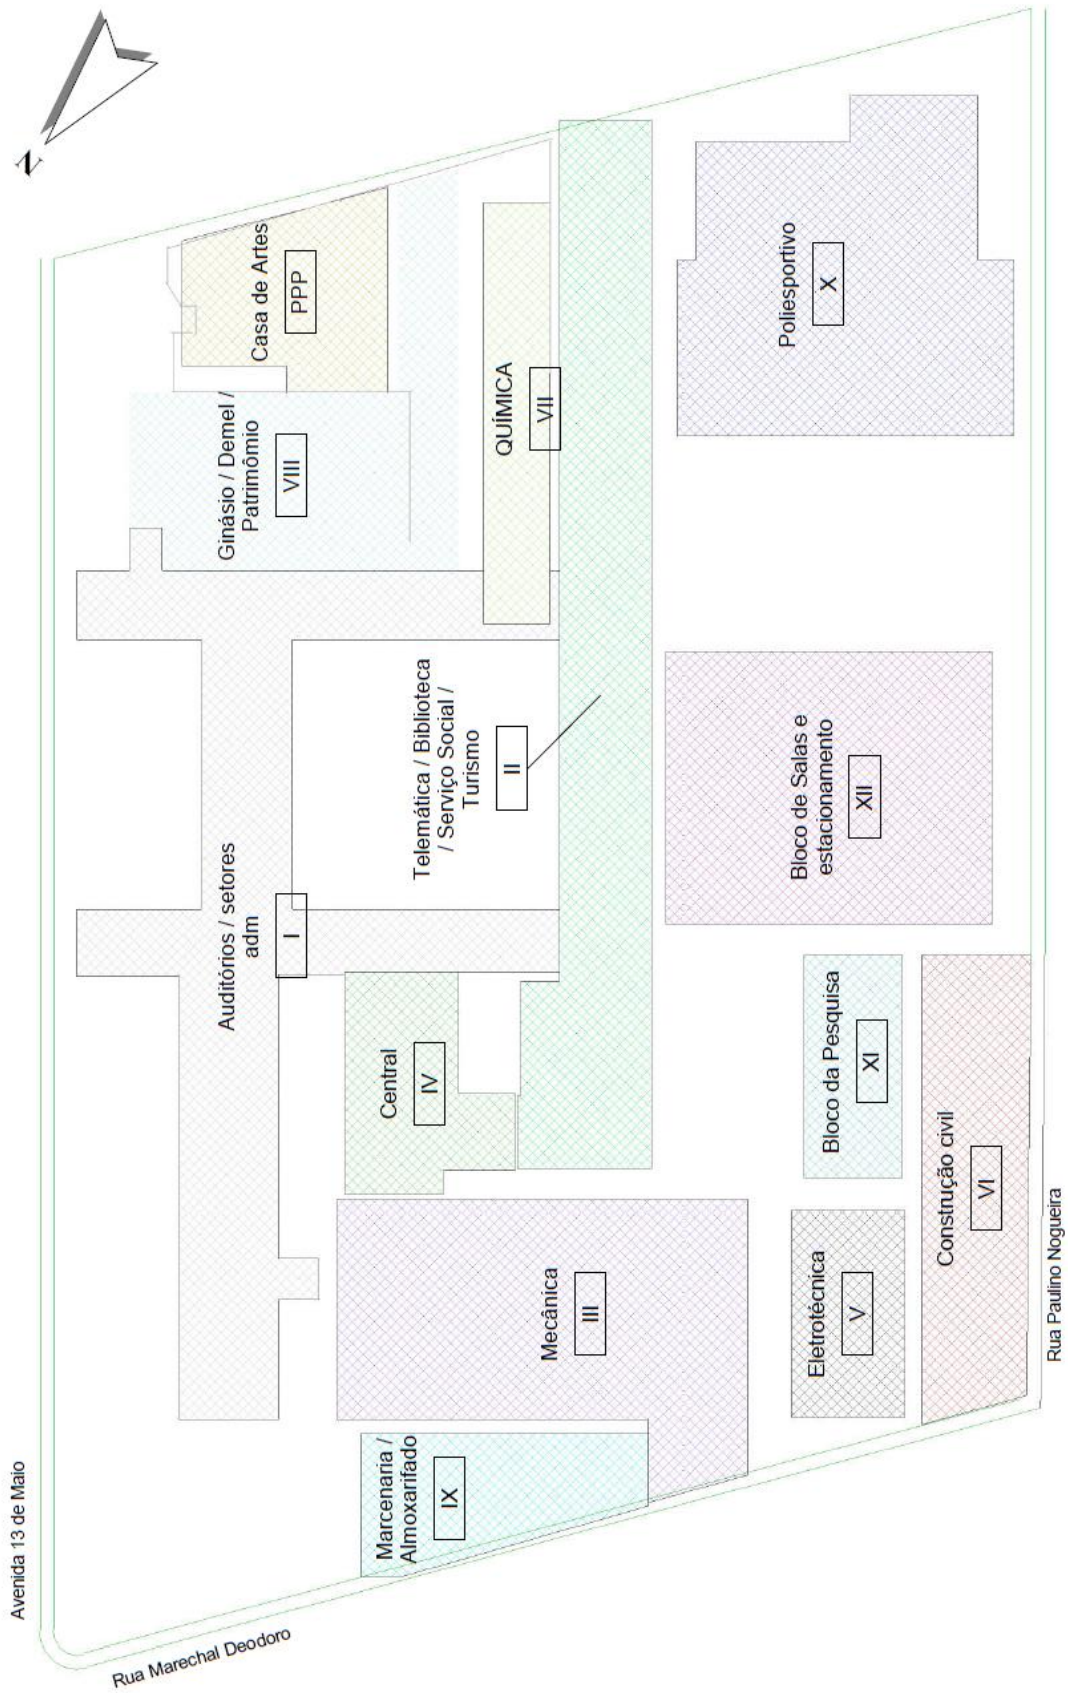 N
Casa de Artes
PPP
Ginásio / Demel /
Patrimômio
VIII
QUÍMICA
VII
Poliesportivo
X
Telemática / Biblioteca
/ Serviço Social /
Turismo
II
Bloco de Salas e
estacionamento
XII
Auditórios / setores
adm
I
Central
IV
Bloco da Pesquisa
XI
Construção civil
VI
Mecânica
III
Eletrotécnica
V
Marcenaria /
Almoxarifado
IX
Avenida 13 de Maio
Rua Marechal Deodoro
Rua Paulino Nogueira